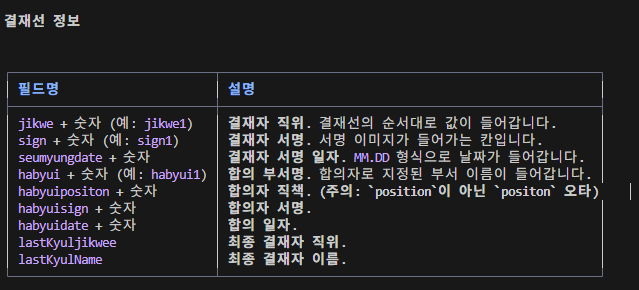 결재선 정보
필드명 설명
jikwe + 숫자 (예: jikwe1) 결재자 직위. 결재선의 순서대로 값이 들어갑니다.
sign + 숫자 (예: sign1) 결재자 서명. 서명 이미지가 들어가는 칸입니다.
seumyungdate + 숫자 결재자 서명 일자. MM.DD 형식으로 날짜가 들어갑니다.
habyui + 숫자 (예: habyui1) 합의 부서명. 합의자로 지정된 부서 이름이 들어갑니다.
habyuipositon + 숫자 합의자 직책. (주의: `position`이 아닌 `positon` 오타)
habyuisign + 숫자 합의자 서명.
habyuidate + 숫자 합의 일자.
lastKyuljikwee 최종 결재자 직위.
lastKyulName 최종 결재자 이름.